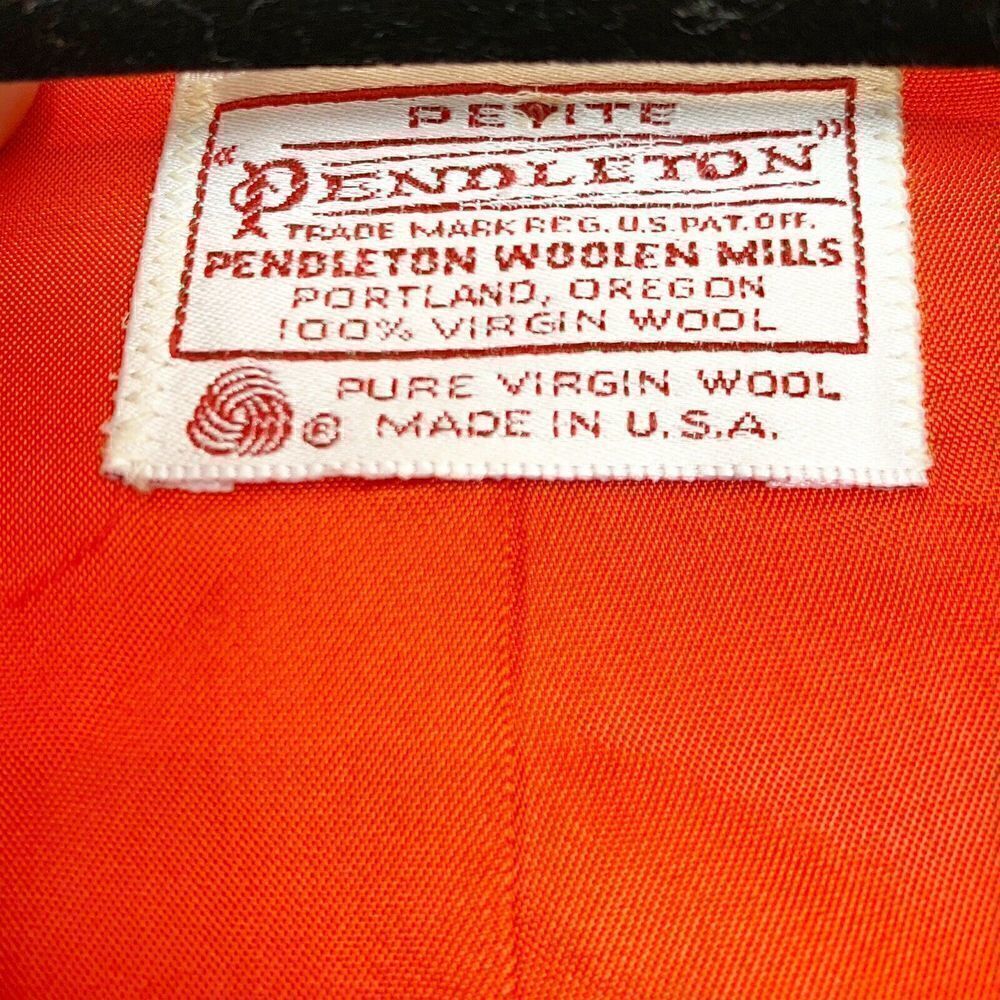 PETITE
"PENDLETON"
TRADE MARK REG. U.S. PAT. OFF.
PENDLETON WOOLEN MILLS
PORTLAND, OREGON
100% VIRGIN WOOL
PURE VIRGIN WOOL
® MADE IN U.S.A.